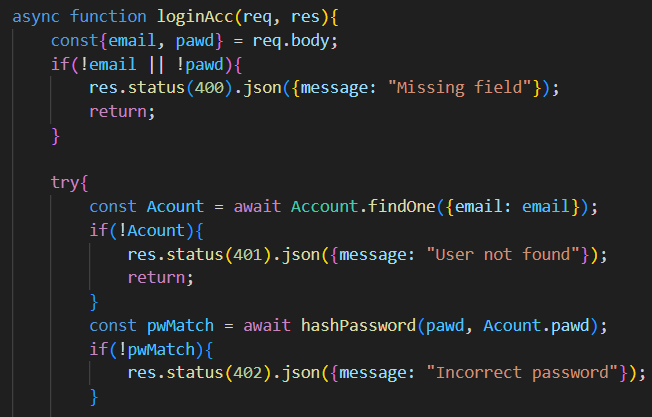 async function loginAcc(req, res){
    const{email, pawd} = req.body;
    if(!email || !pawd){
        res.status(400).json({message: "Missing field"});
        return;
    }

    try{
        const Acount = await Account.findOne({email: email});
        if(!Acount){
            res.status(401).json({message: "User not found"});
            return;
        }
        const pwMatch = await hashPassword(pawd, Acount.pawd);
        if(!pwMatch){
            res.status(402).json({message: "Incorrect password"});
        }